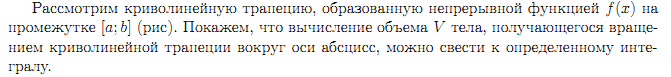 Рассмотрим криволинейную трапецию, образованную непрерывной функцией f(x) на
промежутке [a; b] (рис). Покажем, что вычисление объема V тела, получающегося враще-
нием криволинейной трапеции вокруг оси абсцисс, можно свести к определенному инте-
гралу.